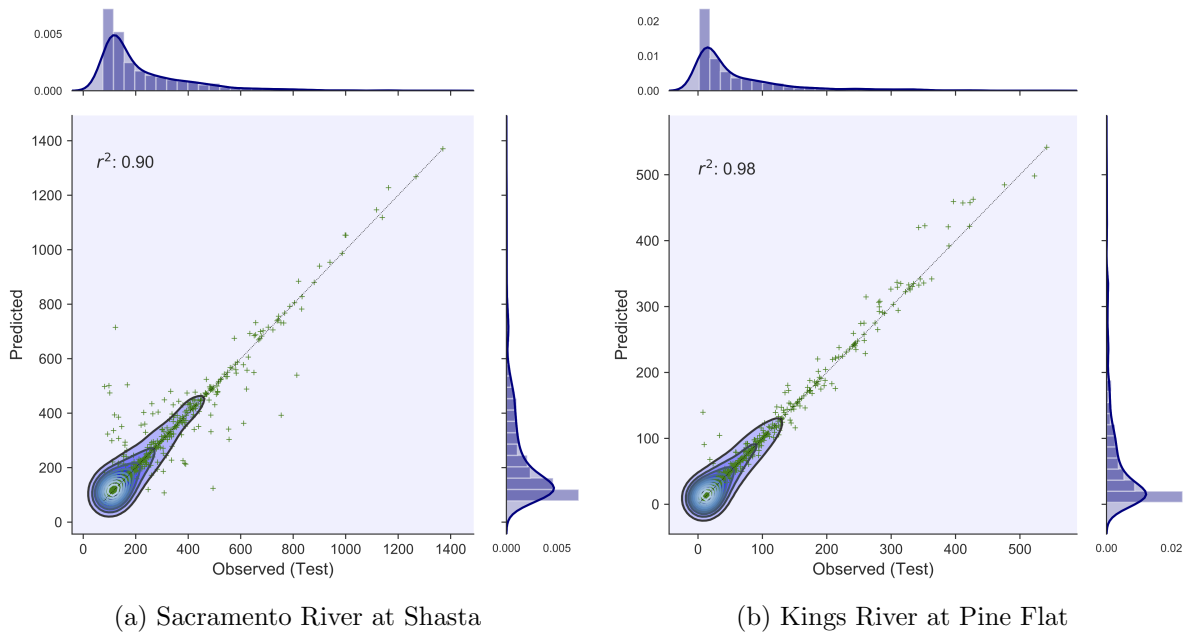 0.005
0.000
0 200 400 600 800 1000 1200 1400
Observed (Test)
Predicted
1400
1200
1000
800
600
400
200
0
r²: 0.90
0.000 0.005
(a) Sacramento River at Shasta
0.02
0.01
0.00
0 100 200 300 400 500
Observed (Test)
Predicted
500
400
300
200
100
0
r²: 0.98
0.00 0.02
(b) Kings River at Pine Flat